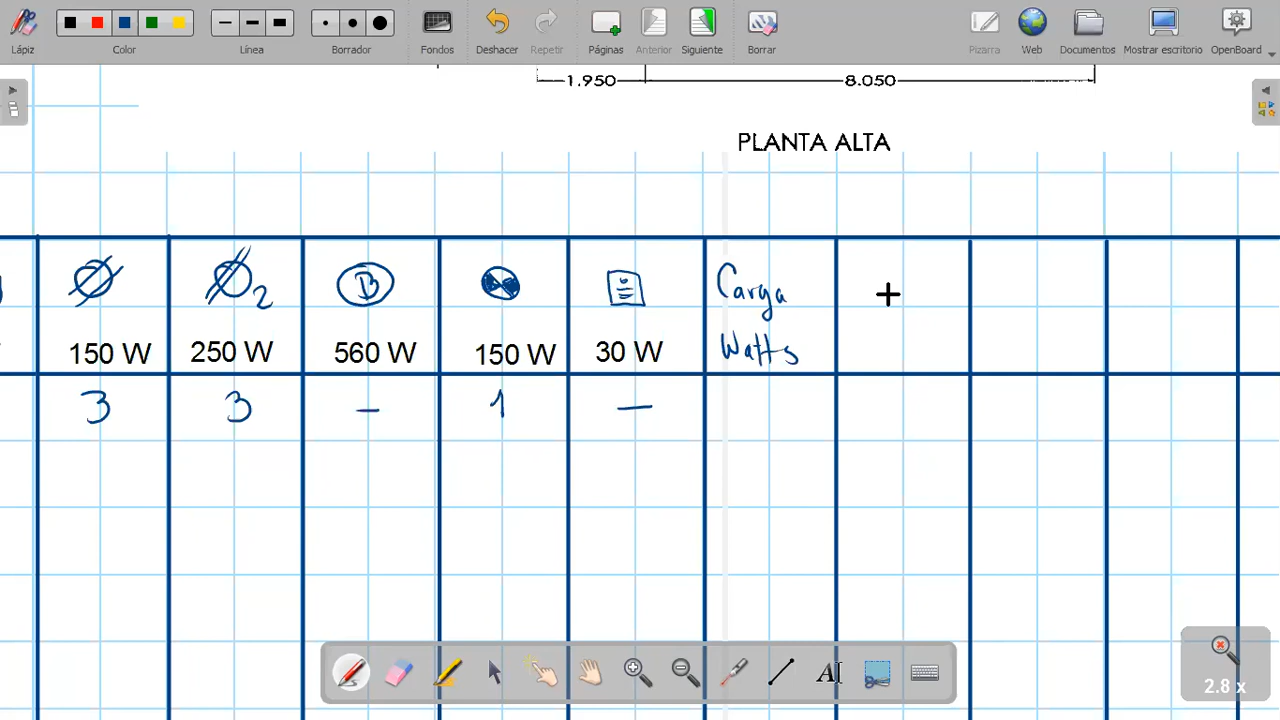 Lápiz
Color
Línea
Borrador
Fondos
Deshacer
Repetir
Páginas
Anterior
Siguiente
Borrar
Pizarra
Web
Documentos
Mostrar escritorio
OpenBoard
1.950
8.050
PLANTA ALTA
2
B
Carga
150 W
250 W
560 W
150 W
30 W
Watts
3
3
-
1
-
AI
2.8 x